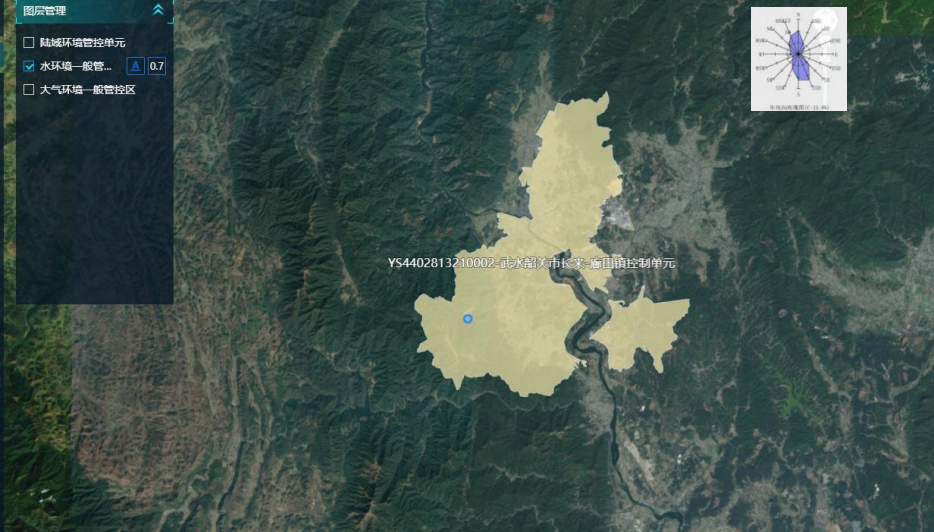 图层管理
陆域环境管控单元
水环境一般管...
A
0.7
大气环境一般管控区
YS4402813210002-武水韶关市长来-廊田镇控制单元
S